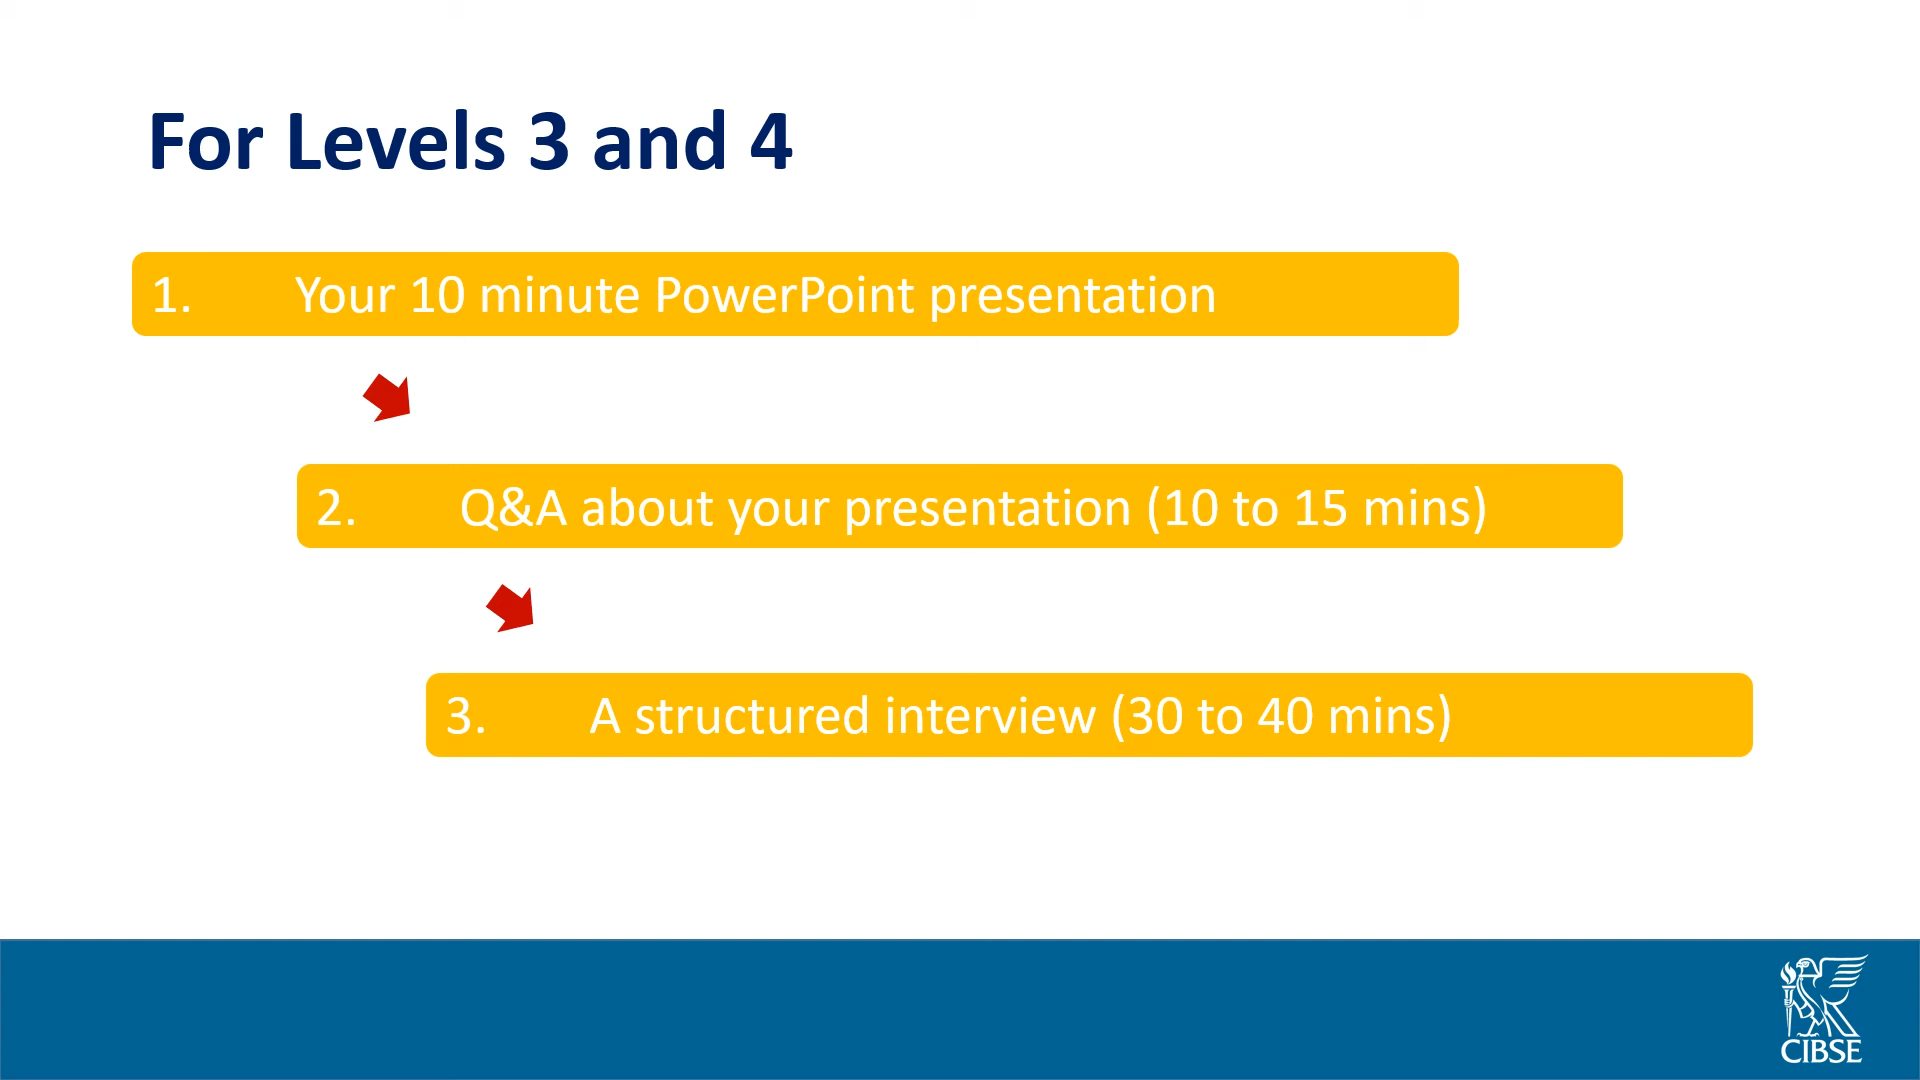 For Levels 3 and 4
1. Your 10 minute PowerPoint presentation
2. Q&A about your presentation (10 to 15 mins)
3. A structured interview (30 to 40 mins)
CIBSE